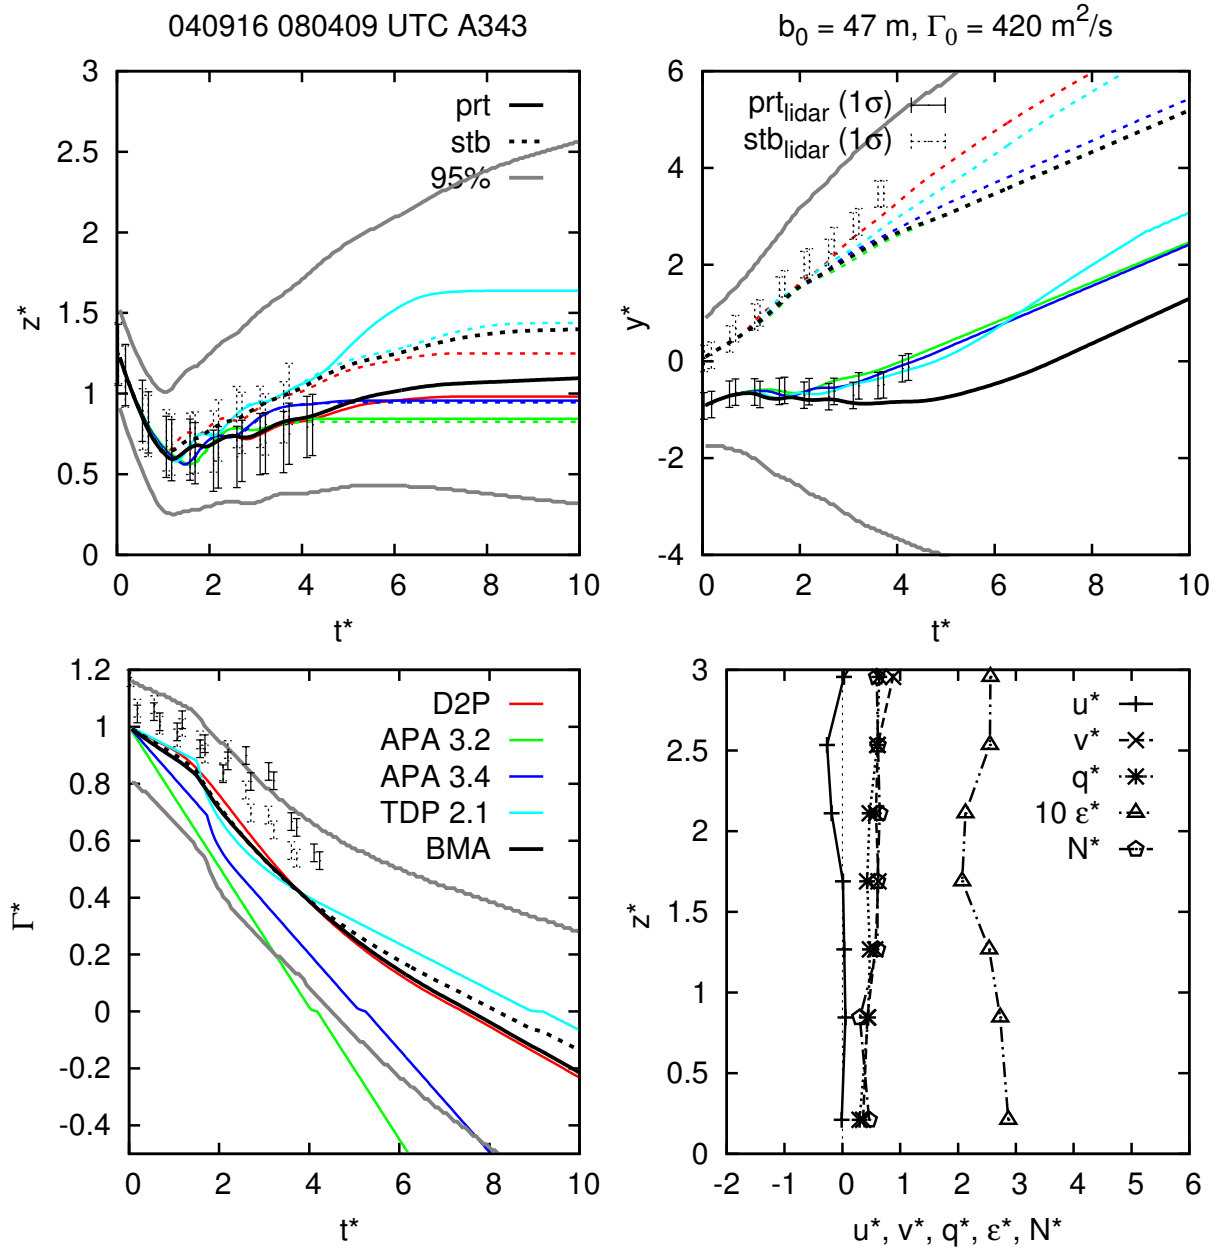 040916 080409 UTC A343
b0 = 47 m, Γ0 = 420 m2/s
3
2.5
2
1.5
1
0.5
0
z*
prt
stb
95%
0 2 4 6 8 10
t*
6
4
2
0
-2
-4
y*
prtlidar (1σ)
stblidar (1σ)
0 2 4 6 8 10
t*
1.2
1
0.8
0.6
0.4
0.2
0
-0.2
-0.4
Γ*
D2P
APA 3.2
APA 3.4
TDP 2.1
BMA
0 2 4 6 8 10
t*
3
2.5
2
1.5
1
0.5
0
z*
u*
v*
q*
10 ε*
N*
-2 -1 0 1 2 3 4 5 6
u*, v*, q*, ε*, N*